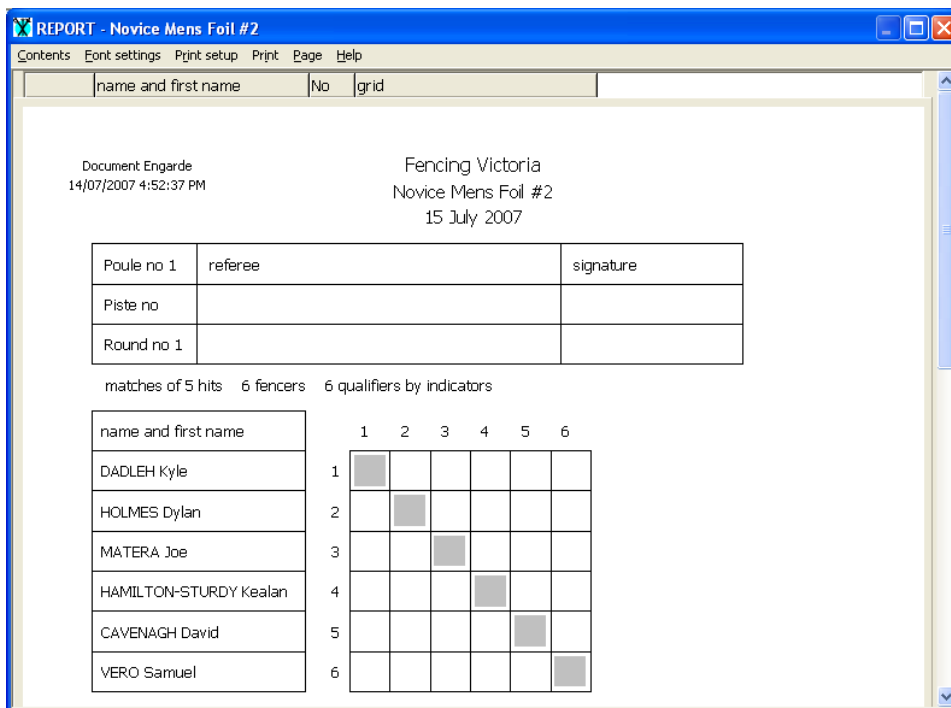 REPORT - Novice Mens Foil #2
Contents Font settings Print setup Print Page Help
name and first name No grid
Document Engarde
14/07/2007 4:52:37 PM
Fencing Victoria
Novice Mens Foil #2
15 July 2007
Poule no 1 referee signature
Piste no
Round no 1
matches of 5 hits 6 fencers 6 qualifiers by indicators
name and first name 1 2 3 4 5 6
DADLEH Kyle 1
HOLMES Dylan 2
MATERA Joe 3
HAMILTON-STURDY Kealan 4
CAVENAGH David 5
VERO Samuel 6